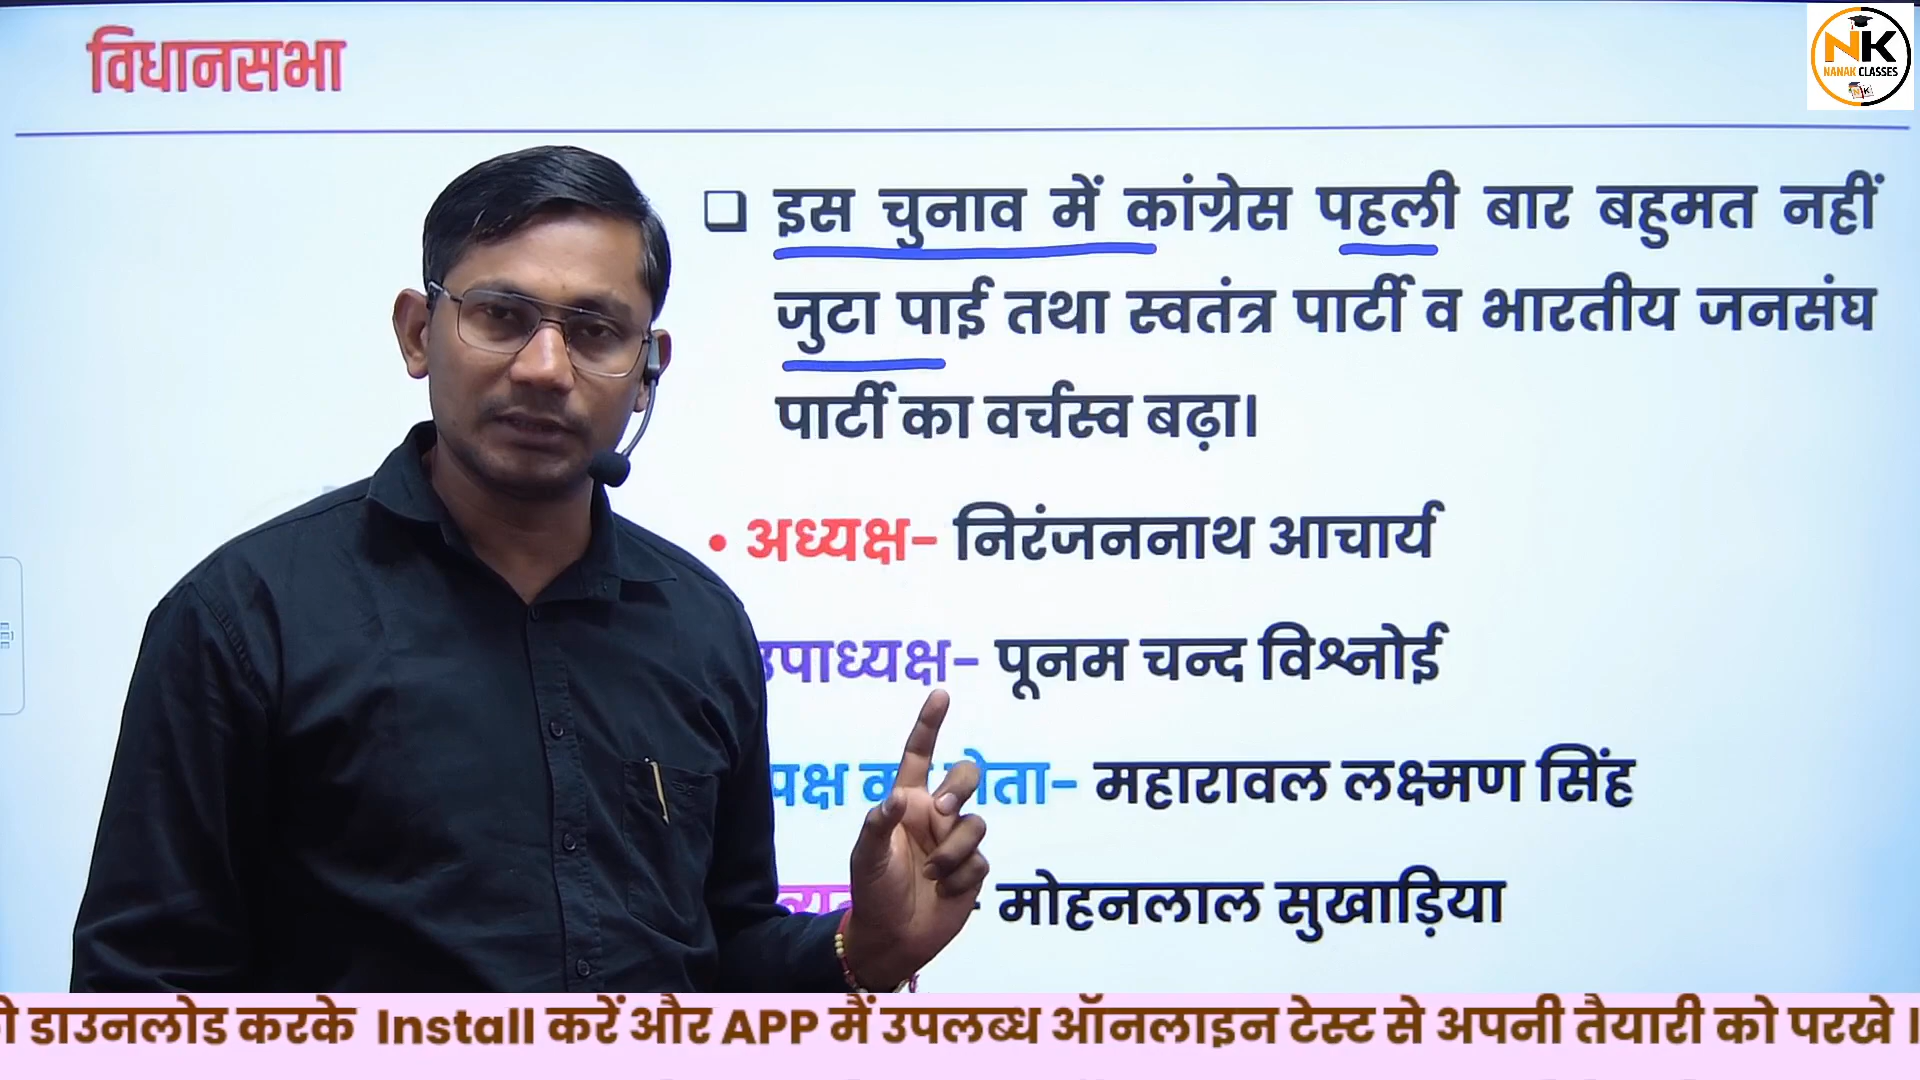 विधानसभा
NK
NANAK CLASSES
इस चुनाव में कांग्रेस पहली बार बहुमत नहीं
जुटा पाई तथा स्वतंत्र पार्टी व भारतीय जनसंघ
पार्टी का वर्चस्व बढ़ा।
• अध्यक्ष- निरंजननाथ आचार्य
उपाध्यक्ष- पूनम चन्द विश्नोई
पक्ष नेता- महारावल लक्ष्मण सिंह
- मोहनलाल सुखाड़िया
डाउनलोड करके Install करें और APP मैं उपलब्ध ऑनलाइन टेस्ट से अपनी तैयारी को परखे ।